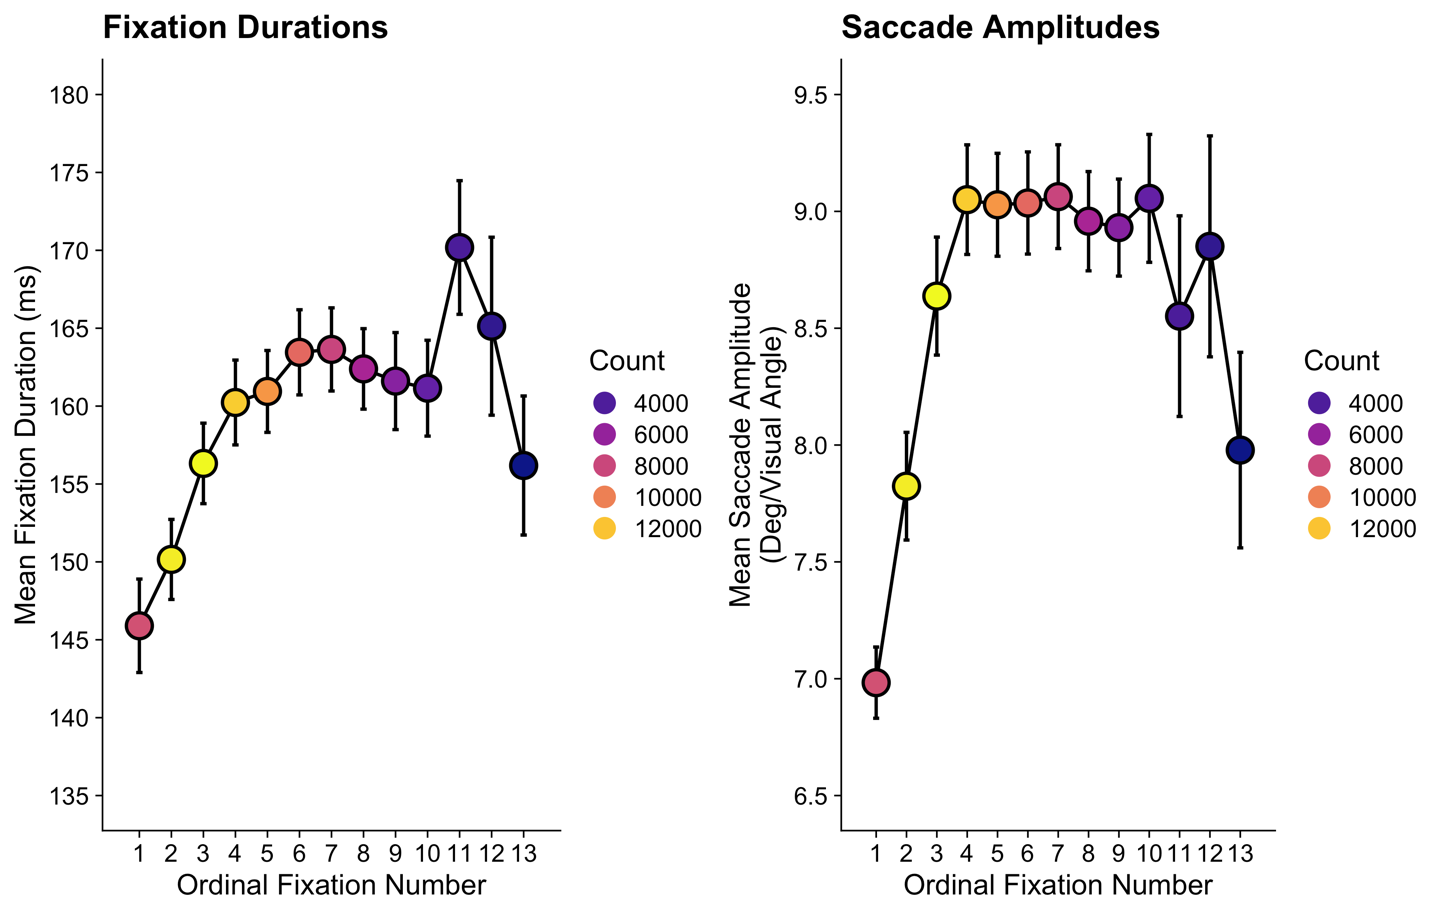 Fixation Durations
Mean Fixation Duration (ms)
180
175
170
165
160
155
150
145
140
135
1 2 3 4 5 6 7 8 9 10 11 12 13
Ordinal Fixation Number
Count
4000
6000
8000
10000
12000
Saccade Amplitudes
Mean Saccade Amplitude
(Deg/Visual Angle)
9.5
9.0
8.5
8.0
7.5
7.0
6.5
1 2 3 4 5 6 7 8 9 10 11 12 13
Ordinal Fixation Number
Count
4000
6000
8000
10000
12000